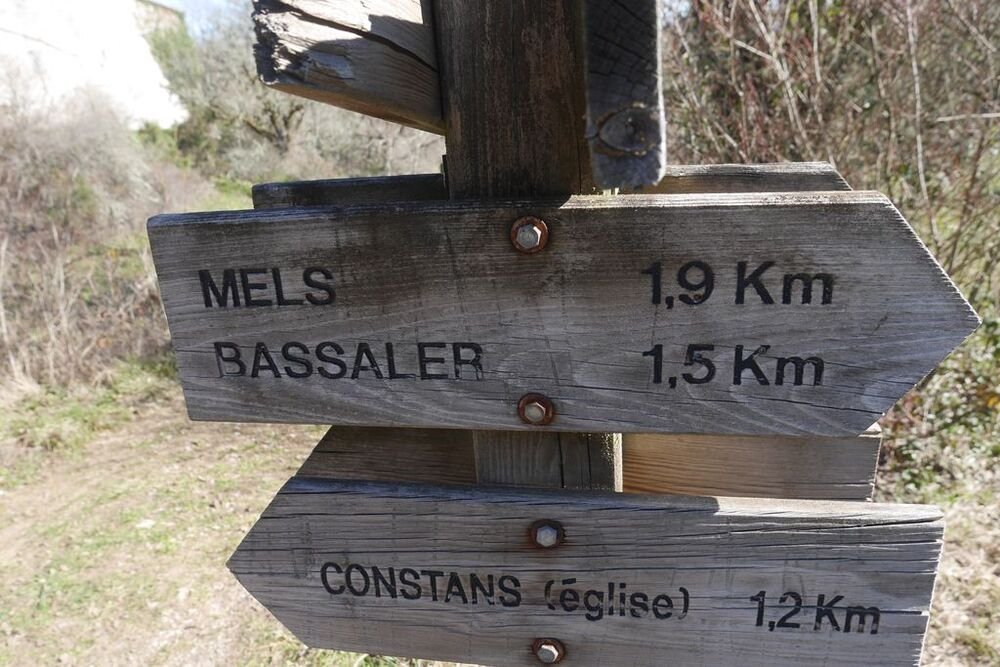 MELS 1,9 Km
BASSALER 1,5 Km
CONSTANS (église) 1,2 Km